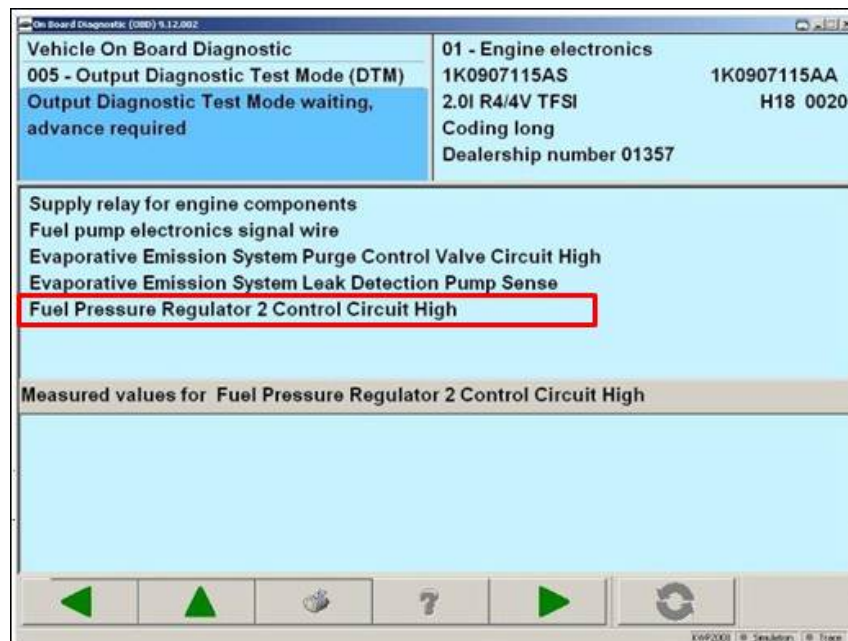 On Board Diagnostic (OBD) 9.12.002
Vehicle On Board Diagnostic
005 - Output Diagnostic Test Mode (DTM)
Output Diagnostic Test Mode waiting,
advance required
01 - Engine electronics
1K0907115AS 1K0907115AA
2.0l R4/4V TFSI H18 0020
Coding long
Dealership number 01357
Supply relay for engine components
Fuel pump electronics signal wire
Evaporative Emission System Purge Control Valve Circuit High
Evaporative Emission System Leak Detection Pump Sense
Fuel Pressure Regulator 2 Control Circuit High
Measured values for Fuel Pressure Regulator 2 Control Circuit High
?
KWP2000 Simulation Trace